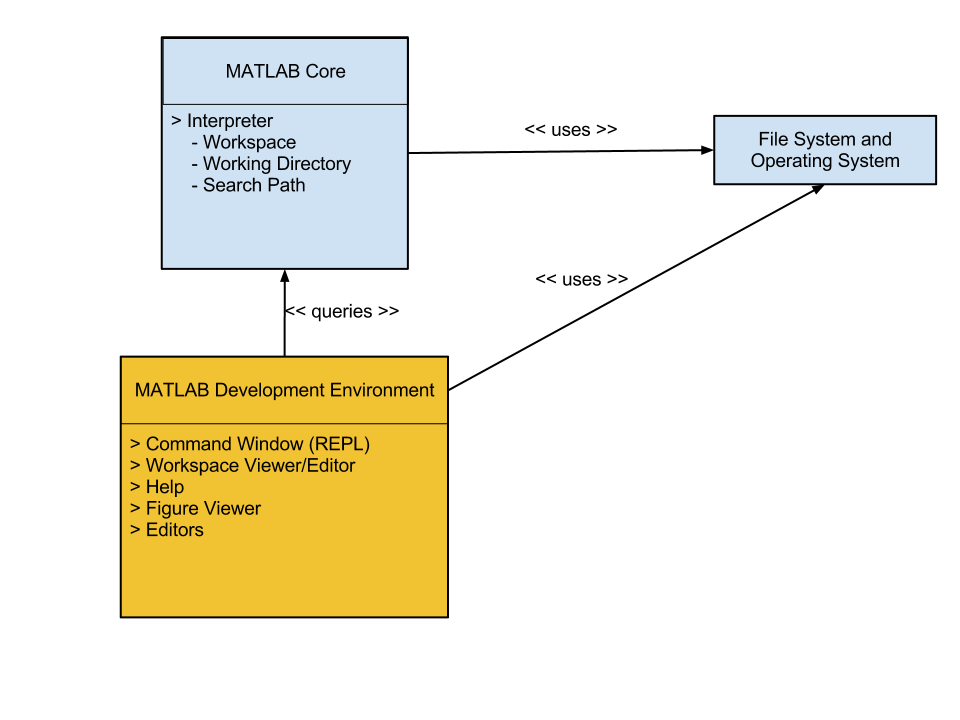 MATLAB Core
> Interpreter
- Workspace
- Working Directory
- Search Path
<< uses >>
File System and
Operating System
<< uses >>
<< queries >>
MATLAB Development Environment
> Command Window (REPL)
> Workspace Viewer/Editor
> Help
> Figure Viewer
> Editors